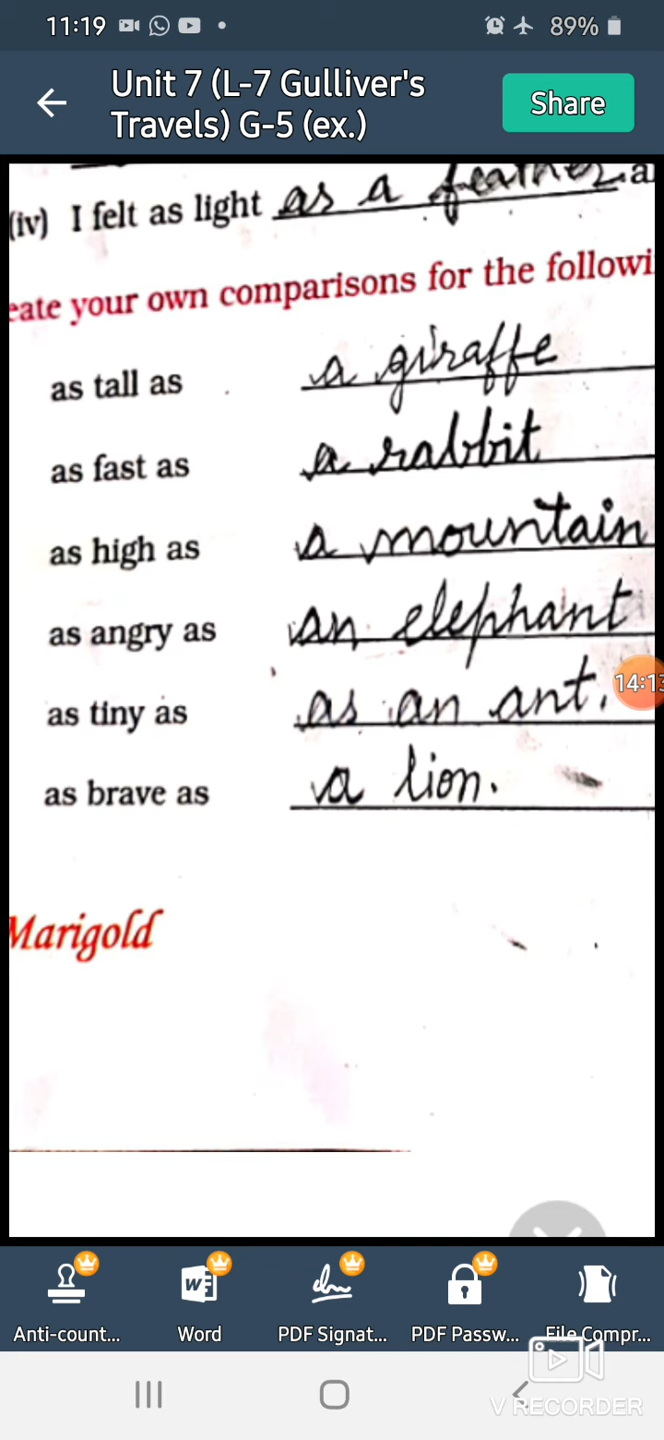 11:19
89%
Unit 7 (L-7 Gulliver's
Travels) G-5 (ex.)
Share
(iv) I felt as light as a feather. a
eate your own comparisons for the followi
as tall as a giraffe
as fast as a rabbit
as high as a mountain
as angry as an elephant
14:13
as tiny as as an ant.
as brave as a lion.
Marigold
Anti-count...
Word
PDF Signat...
PDF Passw...
File Compr...
V RECORDER